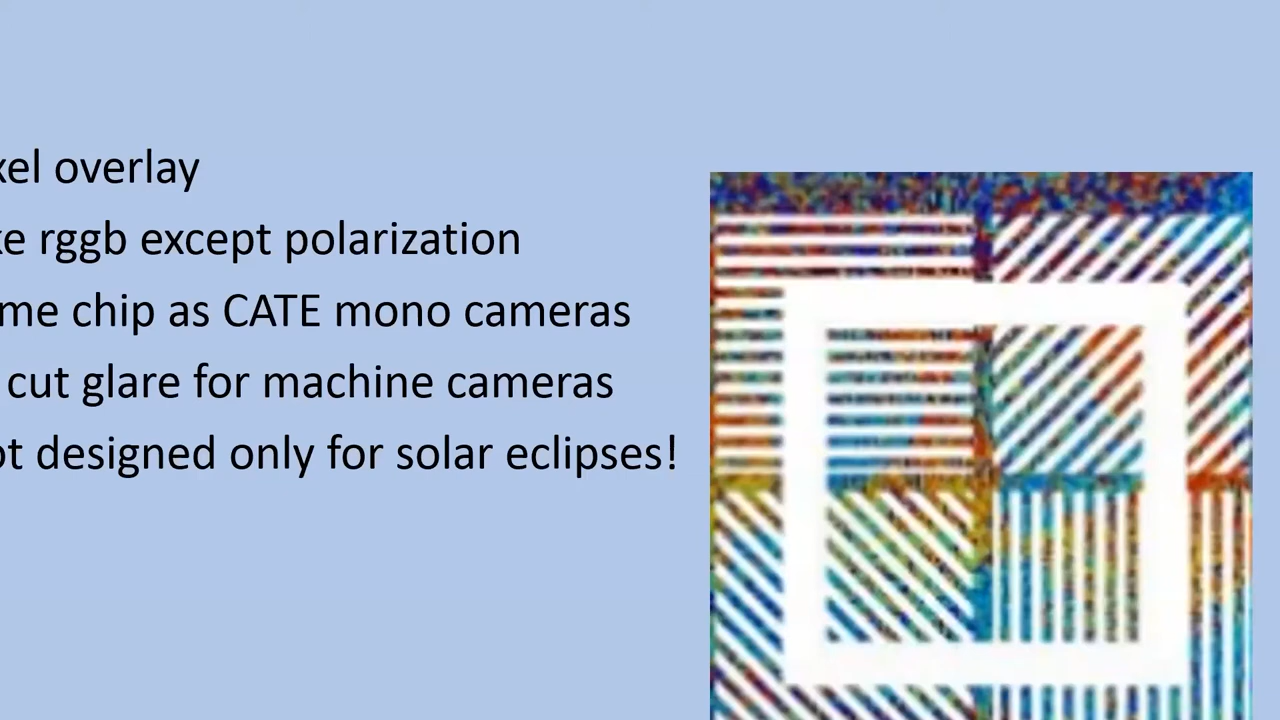 xel overlay
ke rggb except polarization
me chip as CATE mono cameras
cut glare for machine cameras
ot designed only for solar eclipses!